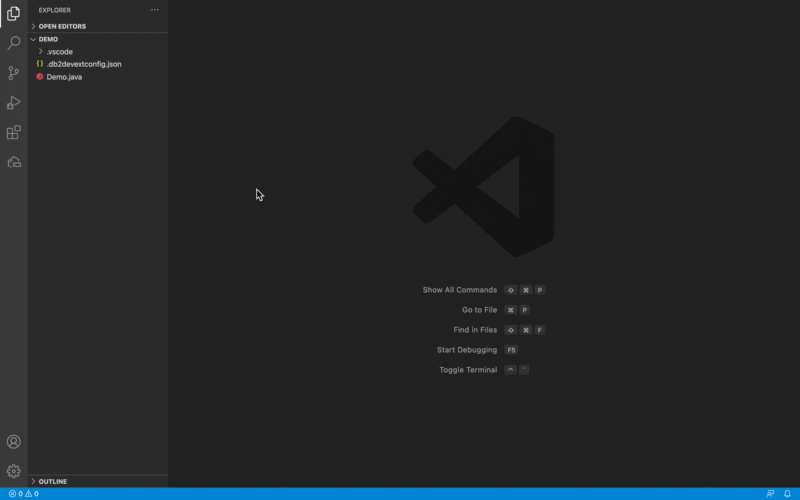 EXPLORER ...
OPEN EDITORS
DEMO
.vscode
{} .db2devextconfig.json
Demo.java
Show All Commands ⇧ ⌘ P
Go to File ⌘ P
Find in Files ⇧ ⌘ F
Start Debugging F5
Toggle Terminal ^ `
OUTLINE
0 0